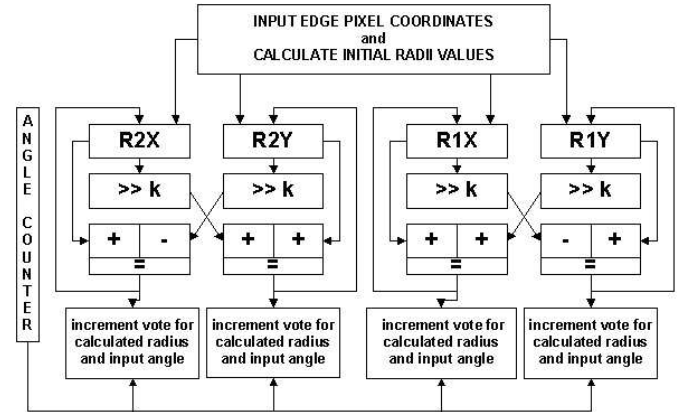 INPUT EDGE PIXEL COORDINATES
and
CALCULATE INITIAL RADII VALUES
ANGLE COUNTER
R2X
R2Y
R1X
R1Y
>> k
>> k
>> k
>> k
+ -
+ +
+ +
- +
=
=
=
=
increment vote for
calculated radius
and input angle
increment vote for
calculated radius
and input angle
increment vote for
calculated radius
and input angle
increment vote for
calculated radius
and input angle